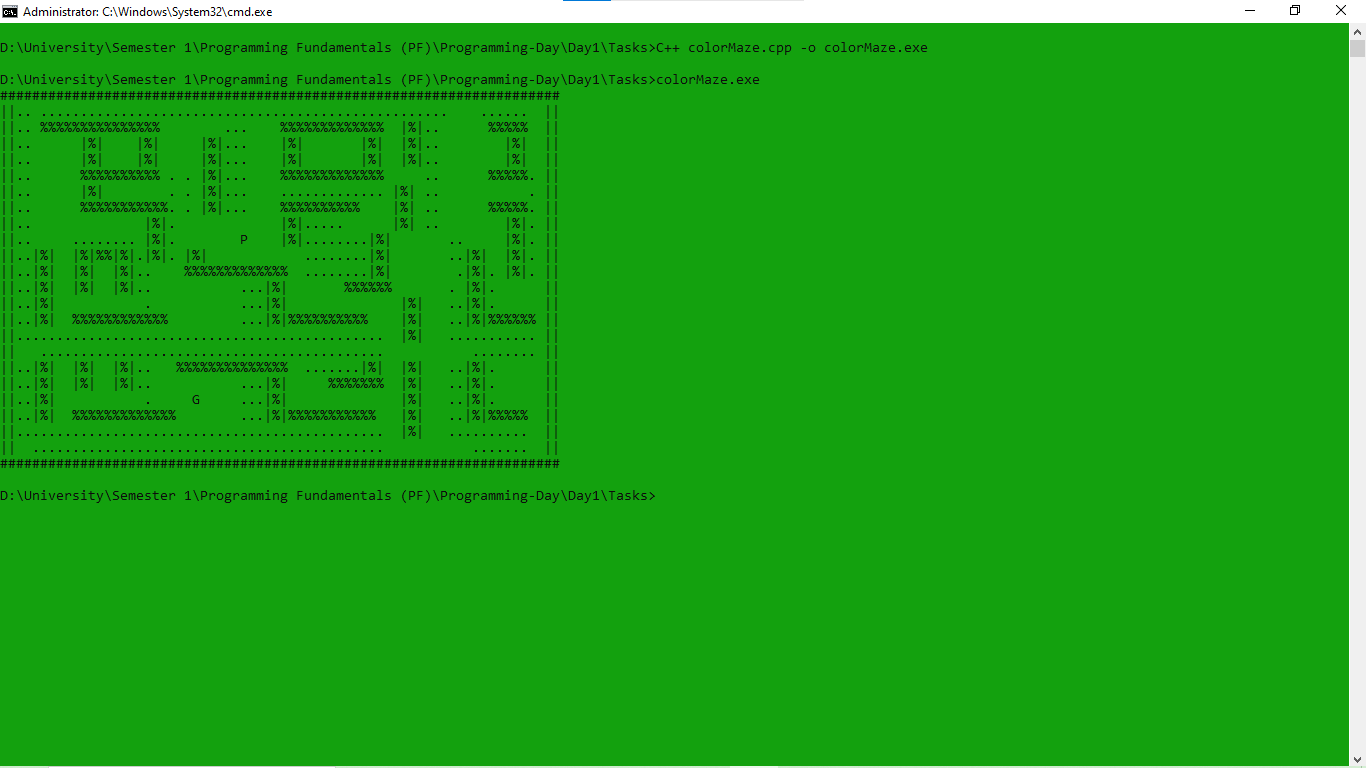 Administrator: C:\Windows\System32\cmd.exe
D:\University\Semester 1\Programming Fundamentals (PF)\Programming-Day\Day1\Tasks>C++ colorMaze.cpp -o colorMaze.exe
D:\University\Semester 1\Programming Fundamentals (PF)\Programming-Day\Day1\Tasks>colorMaze.exe
######################################################################
||.. ...................................................    ......  ||
||.. %%%%%%%%%%%%%%%        ...    %%%%%%%%%%%%%  |%|..      %%%%%  ||
||..      |%|    |%|     |%|...    |%|       |%|  |%|..        |%|  ||
||..      |%|    |%|     |%|...    |%|       |%|  |%|..        |%|  ||
||..      %%%%%%%%%% . . |%|...    %%%%%%%%%%%%%     ..      %%%%%. ||
||..      |%|        . . |%|...    ............. |%| ..           . ||
||..      %%%%%%%%%%%. . |%|...    %%%%%%%%%%    |%| ..      %%%%%. ||
||..              |%|.             |%|.....      |%| ..        |%|. ||
||..     ........ |%|.        P    |%|........|%|       ..     |%|. ||
||..|%|  |%|%%|%|.|%|. |%|            ........|%|       ..|%|  |%|. ||
||..|%|  |%|  |%|..    %%%%%%%%%%%%%  ........|%|        .|%|. |%|. ||
||..|%|  |%|  |%|..           ...|%|       %%%%%%       . |%|.      ||
||..|%|           .           ...|%|              |%|   ..|%|.      ||
||..|%|  %%%%%%%%%%%%         ...|%|%%%%%%%%%%    |%|   ..|%|%%%%%% ||
||..............................................  |%|   ........... ||
||   ...........................................           ........ ||
||..|%|  |%|  |%|..   %%%%%%%%%%%%%%  .......|%|  |%|   ..|%|.      ||
||..|%|  |%|  |%|..           ...|%|     %%%%%%%  |%|   ..|%|.      ||
||..|%|           .     G     ...|%|              |%|   ..|%|.      ||
||..|%|  %%%%%%%%%%%%%        ...|%|%%%%%%%%%%%   |%|   ..|%|%%%%%  ||
||..............................................  |%|   ..........  ||
||  ............................................           .......  ||
######################################################################
D:\University\Semester 1\Programming Fundamentals (PF)\Programming-Day\Day1\Tasks>